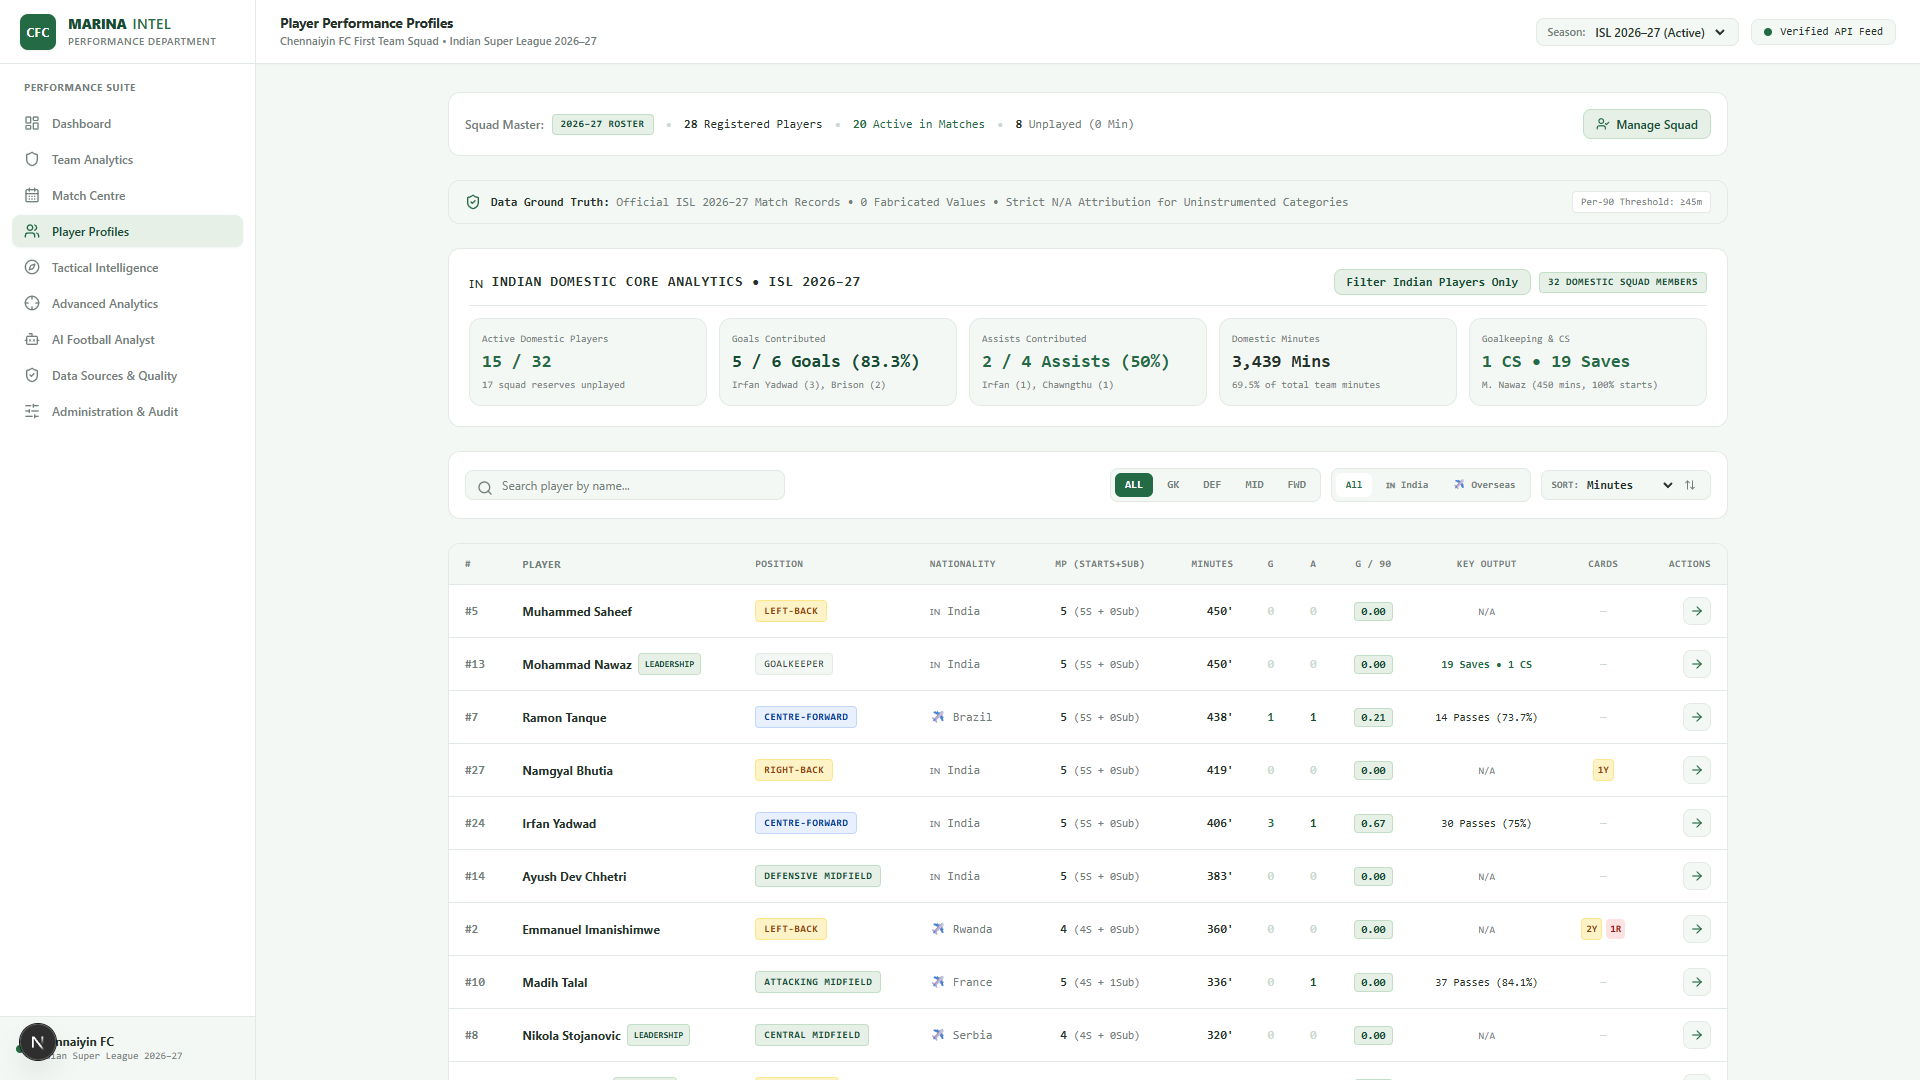 CFC
MARINA INTEL
PERFORMANCE DEPARTMENT
Player Performance Profiles
Chennaiyin FC First Team Squad • Indian Super League 2026–27
Season: ISL 2026–27 (Active)
Verified API Feed
PERFORMANCE SUITE
Dashboard
Team Analytics
Match Centre
Player Profiles
Tactical Intelligence
Advanced Analytics
AI Football Analyst
Data Sources & Quality
Administration & Audit
Squad Master: 2026–27 ROSTER • 28 Registered Players • 20 Active in Matches • 8 Unplayed (0 Min)
Manage Squad
Data Ground Truth: Official ISL 2026–27 Match Records • 0 Fabricated Values • Strict N/A Attribution for Uninstrumented Categories
Per-90 Threshold: ≥45m
IN INDIAN DOMESTIC CORE ANALYTICS • ISL 2026–27
Filter Indian Players Only
32 DOMESTIC SQUAD MEMBERS
Active Domestic Players
15 / 32
17 squad reserves unplayed
Goals Contributed
5 / 6 Goals (83.3%)
Irfan Yadwad (3), Brison (2)
Assists Contributed
2 / 4 Assists (50%)
Irfan (1), Chawngthu (1)
Domestic Minutes
3,439 Mins
69.5% of total team minutes
Goalkeeping & CS
1 CS • 19 Saves
M. Nawaz (450 mins, 100% starts)
Search player by name...
ALL GK DEF MID FWD
All IN India Overseas
SORT: Minutes
# PLAYER POSITION NATIONALITY MP (STARTS+SUB) MINUTES G A G / 90 KEY OUTPUT CARDS ACTIONS
#5 Muhammed Saheef LEFT-BACK IN India 5 (5S + 0Sub) 450' 0 0 0.00 N/A —
#13 Mohammad Nawaz LEADERSHIP GOALKEEPER IN India 5 (5S + 0Sub) 450' 0 0 0.00 19 Saves • 1 CS —
#7 Ramon Tanque CENTRE-FORWARD Brazil 5 (5S + 0Sub) 438' 1 1 0.21 14 Passes (73.7%) —
#27 Namgyal Bhutia RIGHT-BACK IN India 5 (5S + 0Sub) 419' 0 0 0.00 N/A 1Y
#24 Irfan Yadwad CENTRE-FORWARD IN India 5 (5S + 0Sub) 406' 3 1 0.67 30 Passes (75%) —
#14 Ayush Dev Chhetri DEFENSIVE MIDFIELD IN India 5 (5S + 0Sub) 383' 0 0 0.00 N/A —
#2 Emmanuel Imanishimwe LEFT-BACK Rwanda 4 (4S + 0Sub) 360' 0 0 0.00 N/A 2Y 1R
#10 Madih Talal ATTACKING MIDFIELD France 5 (4S + 1Sub) 336' 0 1 0.00 37 Passes (84.1%) —
#8 Nikola Stojanovic LEADERSHIP CENTRAL MIDFIELD Serbia 4 (4S + 0Sub) 320' 0 0 0.00 N/A —
N
nnaiyin FC
ian Super League 2026–27